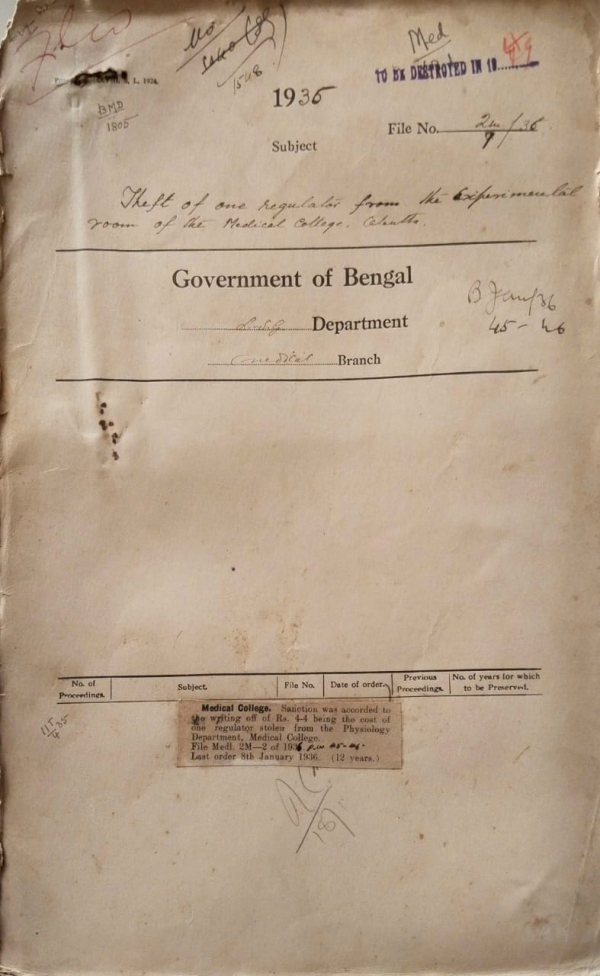 Med
TO BE DESTROYED IN 19......... 49
L. 1934.
1548
BMD
1805
1935
File No. 2m/36
Subject
Theft of one regulator from the Experimental
room of the Medical College, Calcutta.
Government of Bengal
Department
B Jany/36
45-46
Medical Branch
No. of Proceedings.
Subject.
File No.
Date of order.
Previous Proceedings.
No. of years for which to be Preserved.
Medical College. Sanction was accorded to
the writing off of Rs. 4-4 being the cost of
one regulator stolen from the Physiology
Department, Medical College.
File Medl. 2M—2 of 1936.
Last order 8th January 1936. (12 years.)